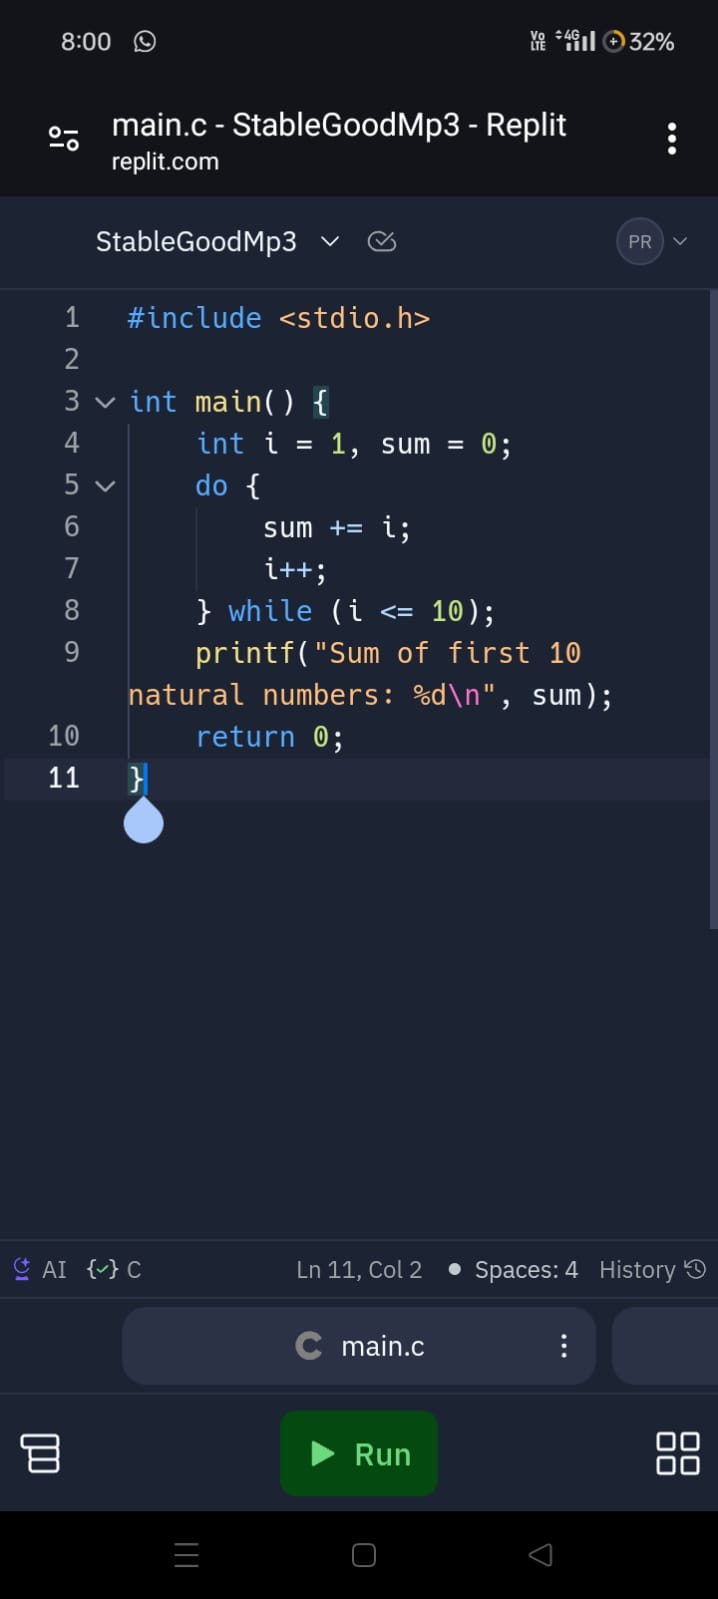 8:00
Vo LTE 4G 32%
main.c - StableGoodMp3 - Replit
replit.com
StableGoodMp3
PR
1 #include <stdio.h>
2
3 int main() {
4     int i = 1, sum = 0;
5     do {
6         sum += i;
7         i++;
8     } while (i <= 10);
9     printf("Sum of first 10
natural numbers: %d\n", sum);
10     return 0;
11 }
AI {✓} C Ln 11, Col 2 • Spaces: 4 History
C main.c
Run